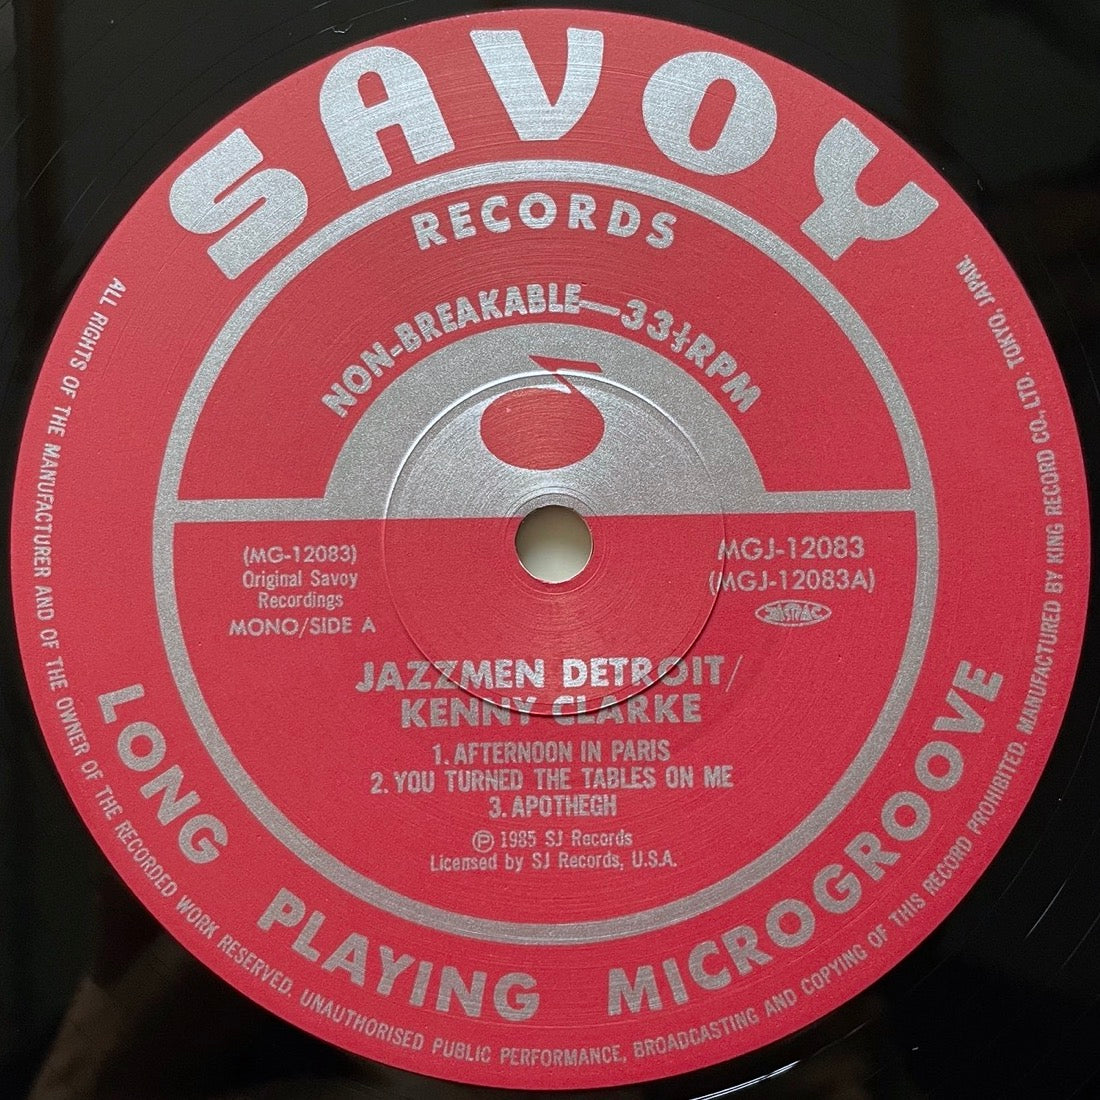 SAVOY
RECORDS
NON-BREAKABLE—33⅓RPM
(MG-12083)
Original Savoy
Recordings
MONO/SIDE A
MGJ-12083
(MGJ-12083A)
JAZZMEN DETROIT/
KENNY CLARKE
1. AFTERNOON IN PARIS
2. YOU TURNED THE TABLES ON ME
3. APOTHEGH
Ⓟ 1985 SJ Records
Licensed by SJ Records, U.S.A.
LONG PLAYING MICROGROOVE
ALL RIGHTS OF THE MANUFACTURER AND OF THE OWNER OF THE RECORDED WORK RESERVED. UNAUTHORISED PUBLIC PERFORMANCE, BROADCASTING AND COPYING OF THIS RECORD PROHIBITED. MANUFACTURED BY KING RECORD CO., LTD. TOKYO, JAPAN.